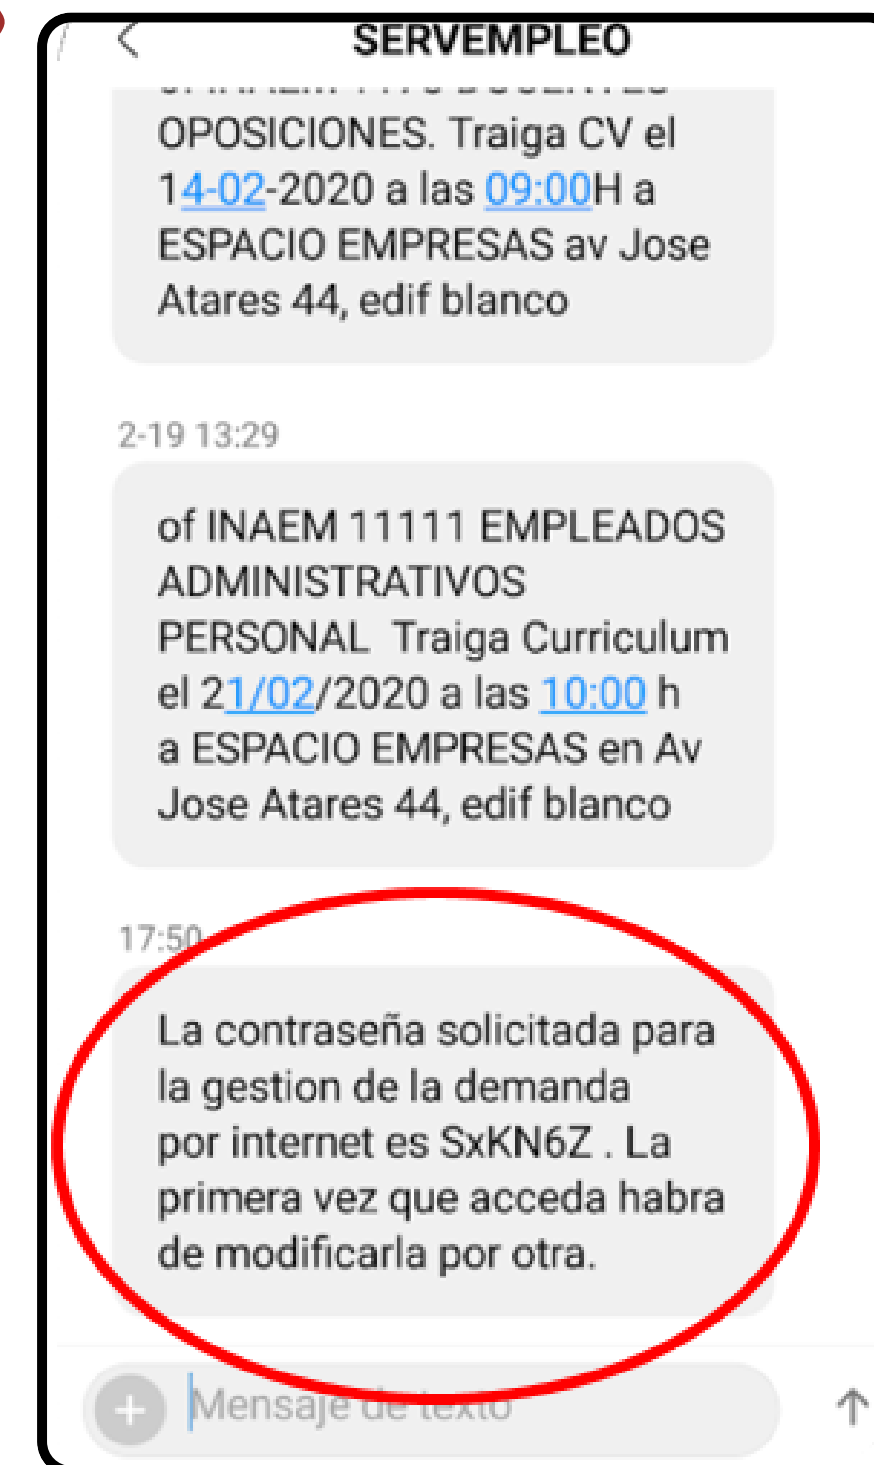 SERVEMPLEO
OPOSICIONES. Traiga CV el
14-02-2020 a las 09:00H a
ESPACIO EMPRESAS av Jose
Atares 44, edif blanco
2-19 13:29
of INAEM 11111 EMPLEADOS
ADMINISTRATIVOS
PERSONAL Traiga Curriculum
el 21/02/2020 a las 10:00 h
a ESPACIO EMPRESAS en Av
Jose Atares 44, edif blanco
17:50
La contraseña solicitada para
la gestion de la demanda
por internet es SxKN6Z . La
primera vez que acceda habra
de modificarla por otra.
Mensaje de texto